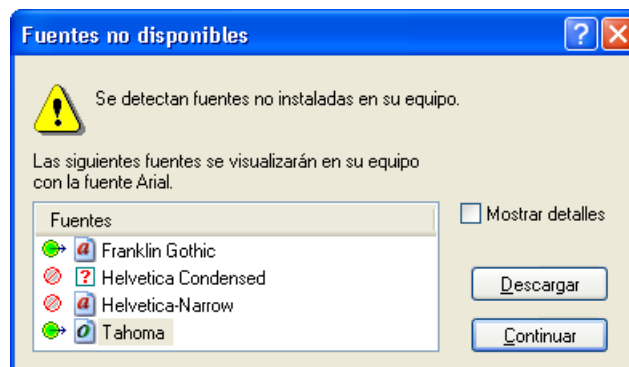 Fuentes no disponibles
Se detectan fuentes no instaladas en su equipo.
Las siguientes fuentes se visualizarán en su equipo
con la fuente Arial.
Fuentes
Mostrar detalles
Franklin Gothic
Helvetica Condensed
Helvetica-Narrow
Tahoma
Descargar
Continuar